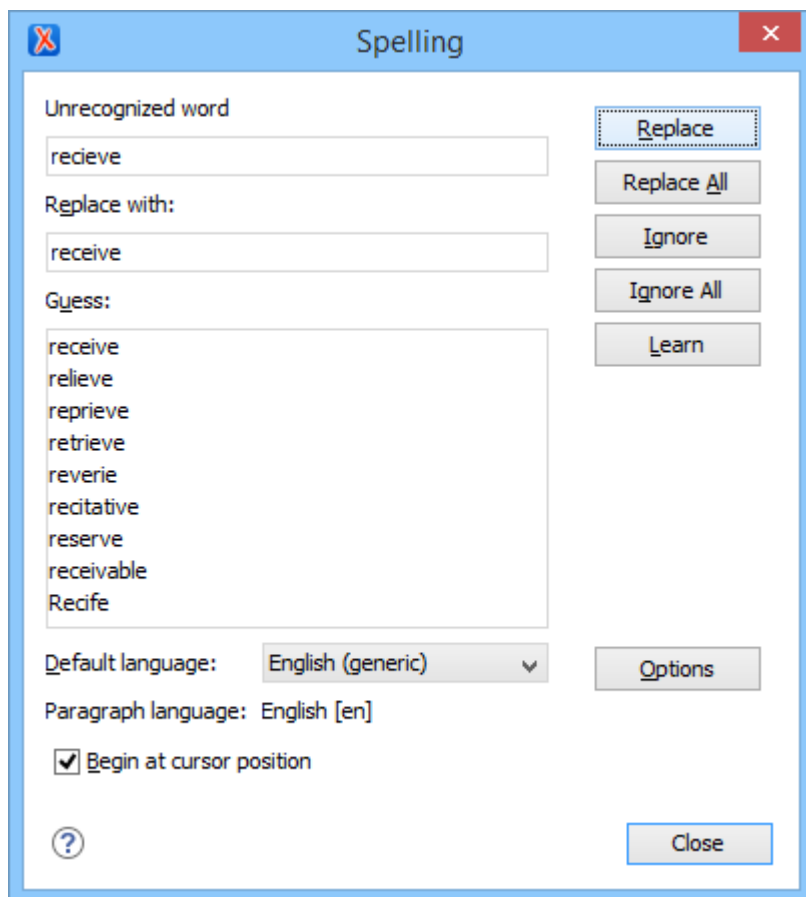 Spelling
Unrecognized word
recieve
Replace with:
receive
Guess:
receive
relieve
reprieve
retrieve
reverie
recitative
reserve
receivable
Recife
Replace
Replace All
Ignore
Ignore All
Learn
Default language: English (generic)
Options
Paragraph language: English [en]
Begin at cursor position
?
Close